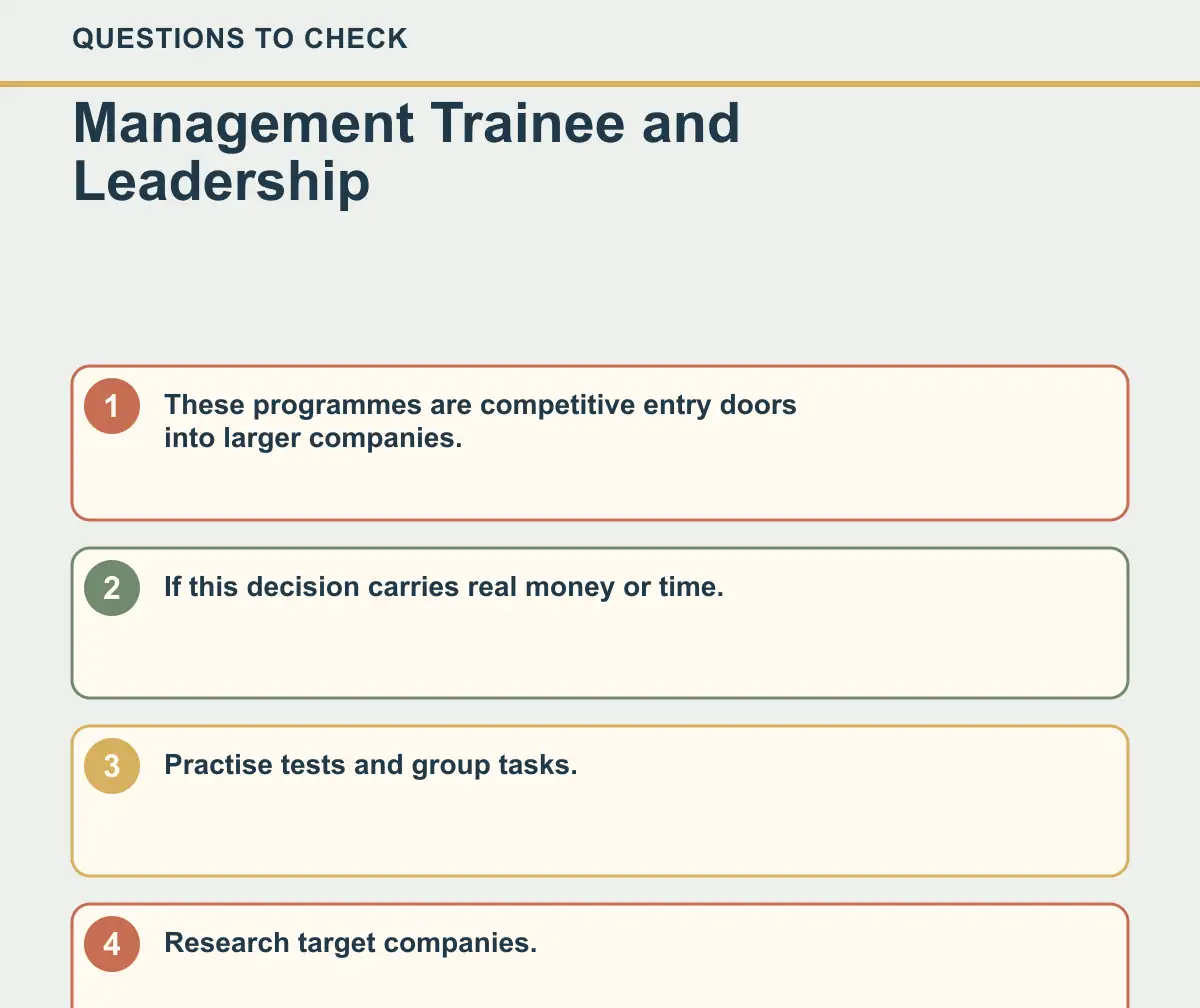 QUESTIONS TO CHECK
Management Trainee and
Leadership
1
These programmes are competitive entry doors
into larger companies.
2
If this decision carries real money or time.
3
Practise tests and group tasks.
4
Research target companies.